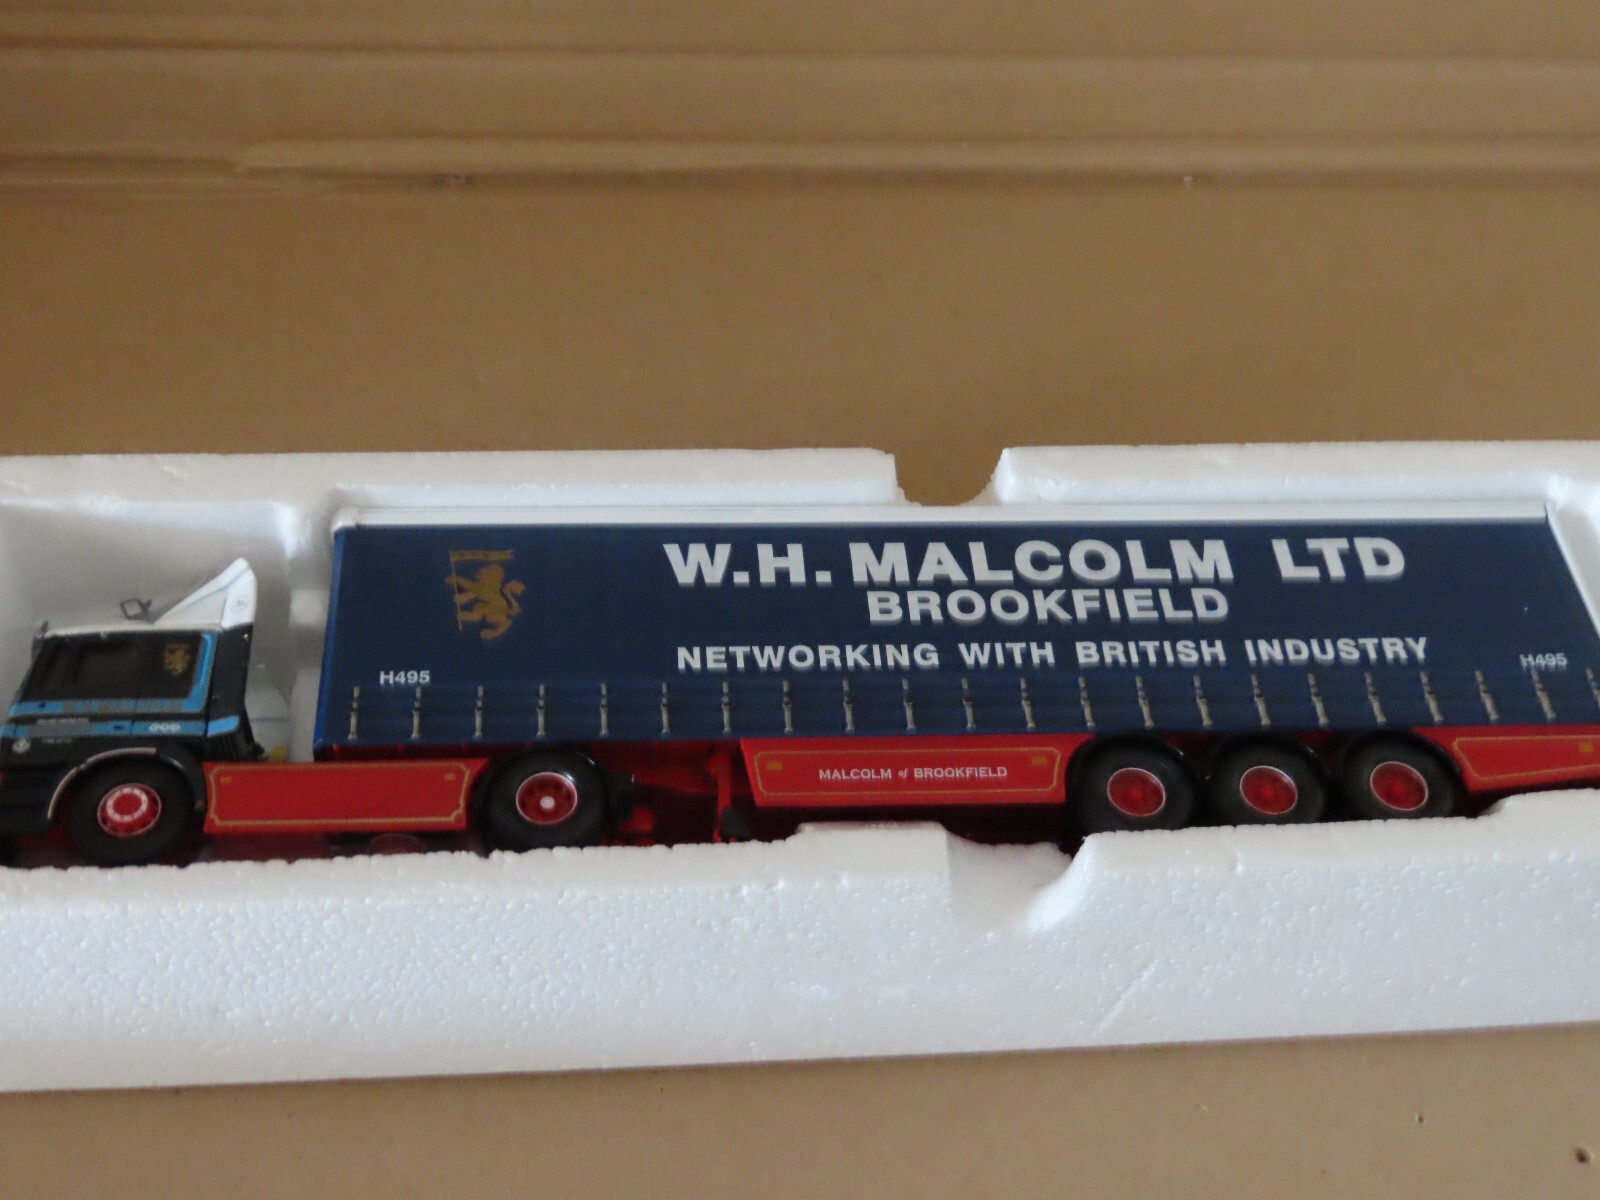 W.H. MALCOLM LTD
BROOKFIELD
NETWORKING WITH BRITISH INDUSTRY
H495
H495
MALCOLM of BROOKFIELD